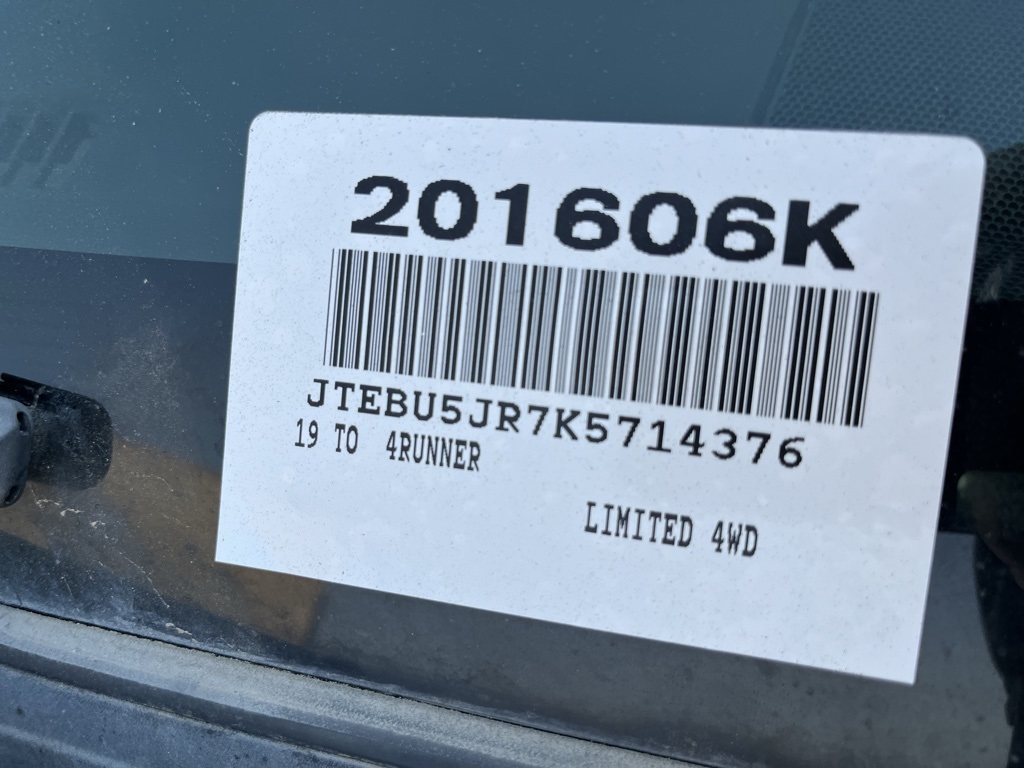 201606K
JTEBU5JR7K5714376
19 TO 4RUNNER
LIMITED 4WD